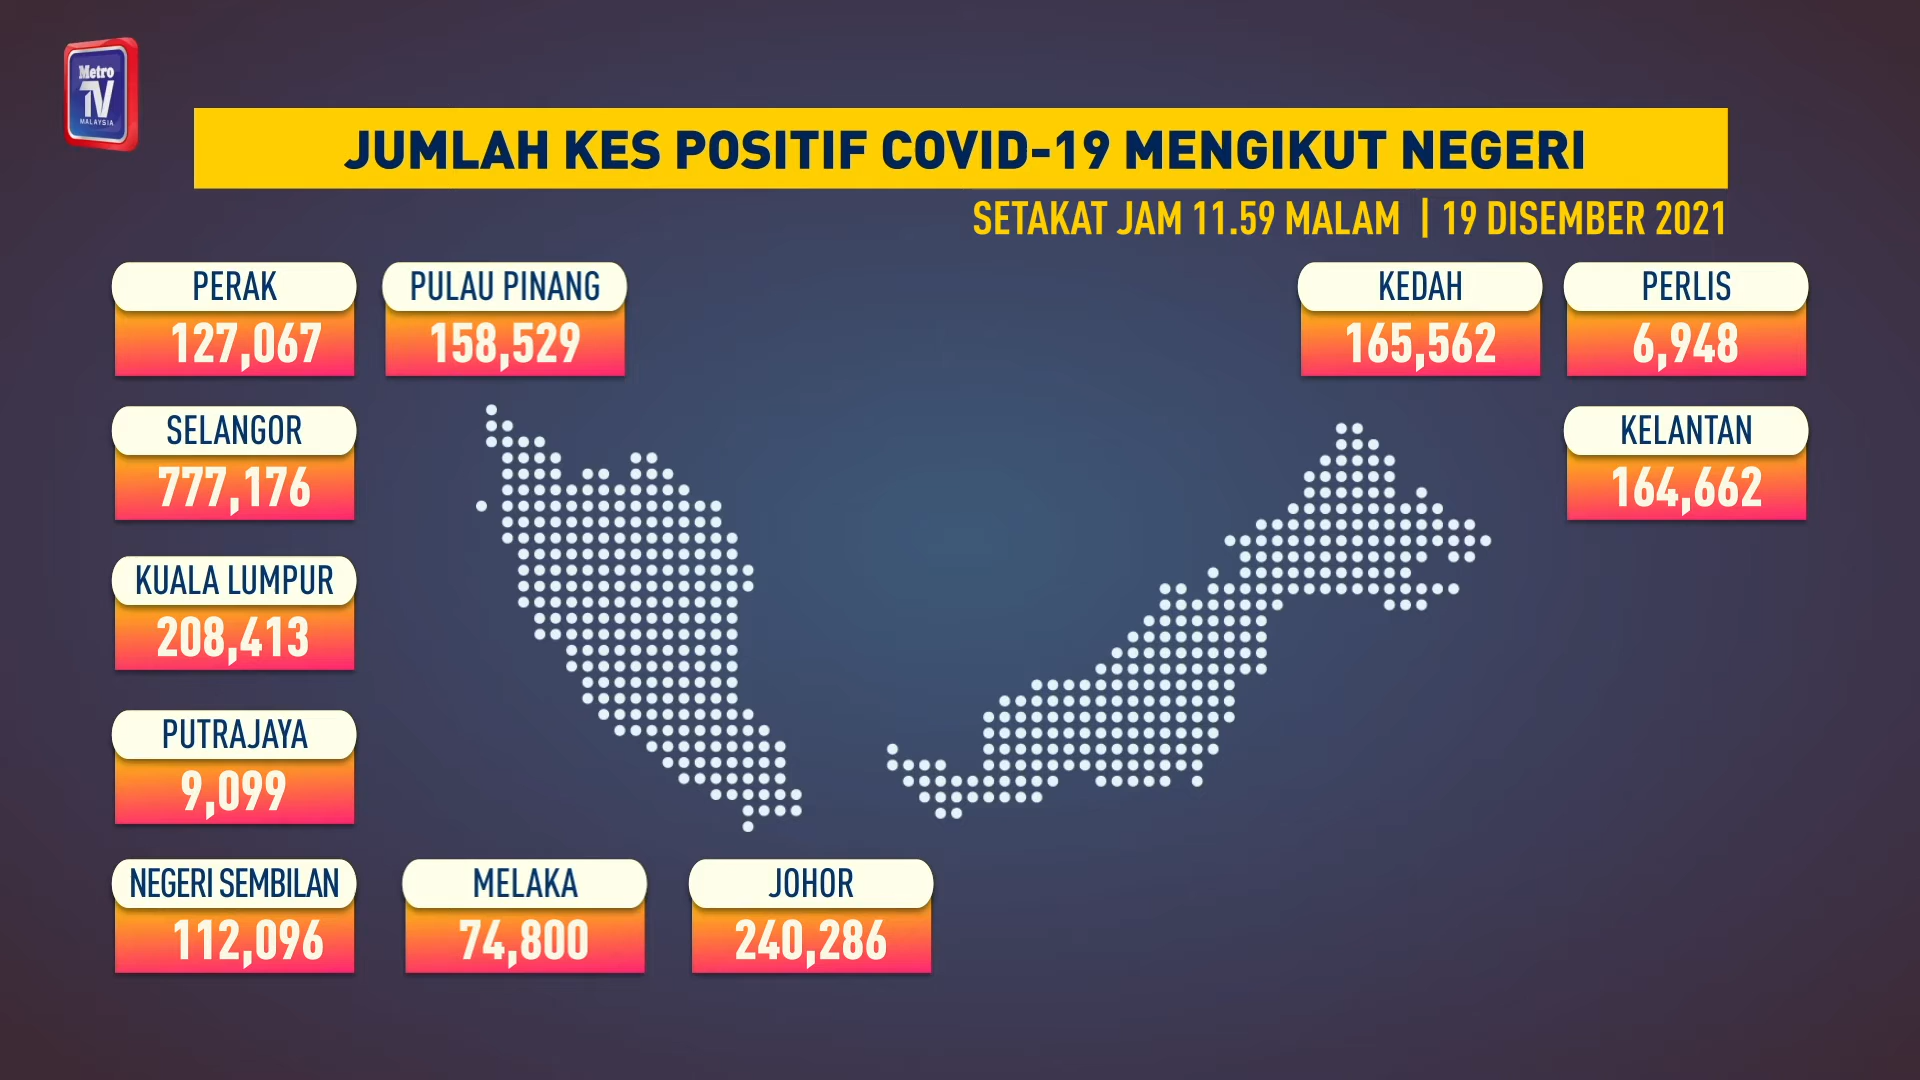 Metro
TV
MALAYSIA
JUMLAH KES POSITIF COVID-19 MENGIKUT NEGERI
SETAKAT JAM 11.59 MALAM | 19 DISEMBER 2021
PERAK
127,067
PULAU PINANG
158,529
KEDAH
165,562
PERLIS
6,948
SELANGOR
777,176
KELANTAN
164,662
KUALA LUMPUR
208,413
PUTRAJAYA
9,099
NEGERI SEMBILAN
112,096
MELAKA
74,800
JOHOR
240,286